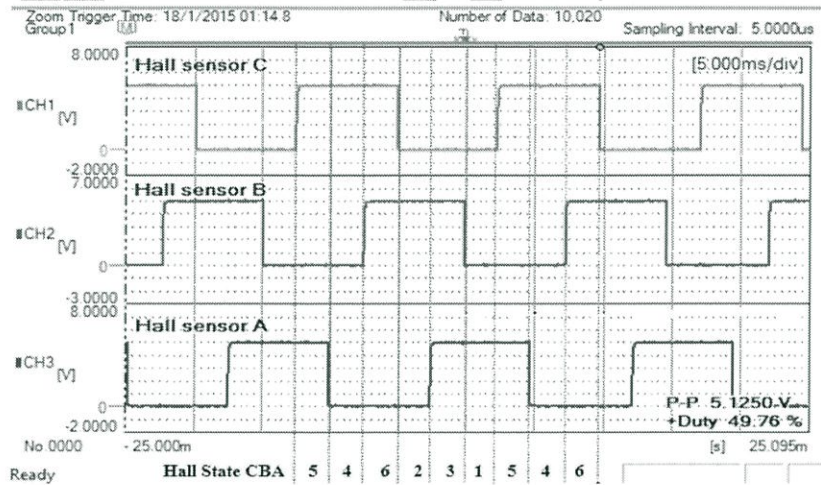 Zoom Trigger Time: 18/1/2015 01:14.8 Number of Data: 10,020
Group1 Sampling Interval: 5.0000us
8.0000 Hall sensor C [5.000ms/div]
CH1
[V]
0
-2.0000
7.0000
Hall sensor B
CH2
[V]
0
-3.0000
8.0000
Hall sensor A
CH3
[V]
P-P 5.1250 V
0
-2.0000 +Duty 49.76 %
No.0000 -25.000m [s] 25.095m
Ready Hall State CBA 5 4 6 2 3 1 5 4 6